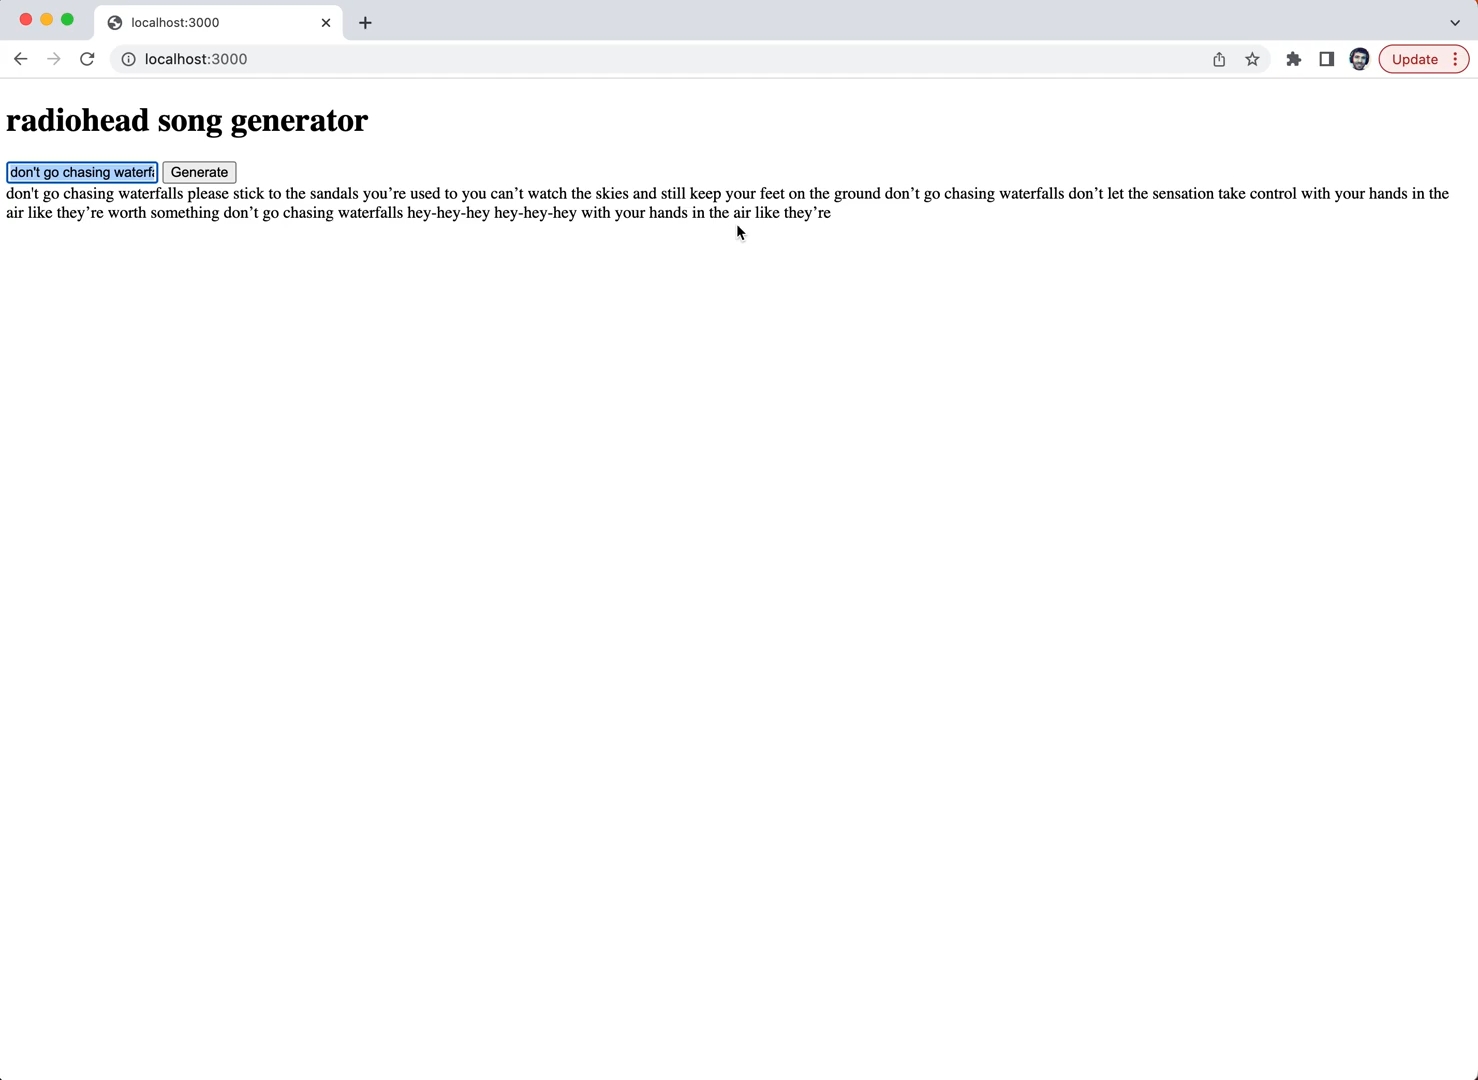 localhost:3000
localhost:3000
Update
radiohead song generator
don't go chasing waterfa
Generate
don't go chasing waterfalls please stick to the sandals you’re used to you can’t watch the skies and still keep your feet on the ground don’t go chasing waterfalls don’t let the sensation take control with your hands in the
air like they’re worth something don’t go chasing waterfalls hey-hey-hey hey-hey-hey with your hands in the air like they’re